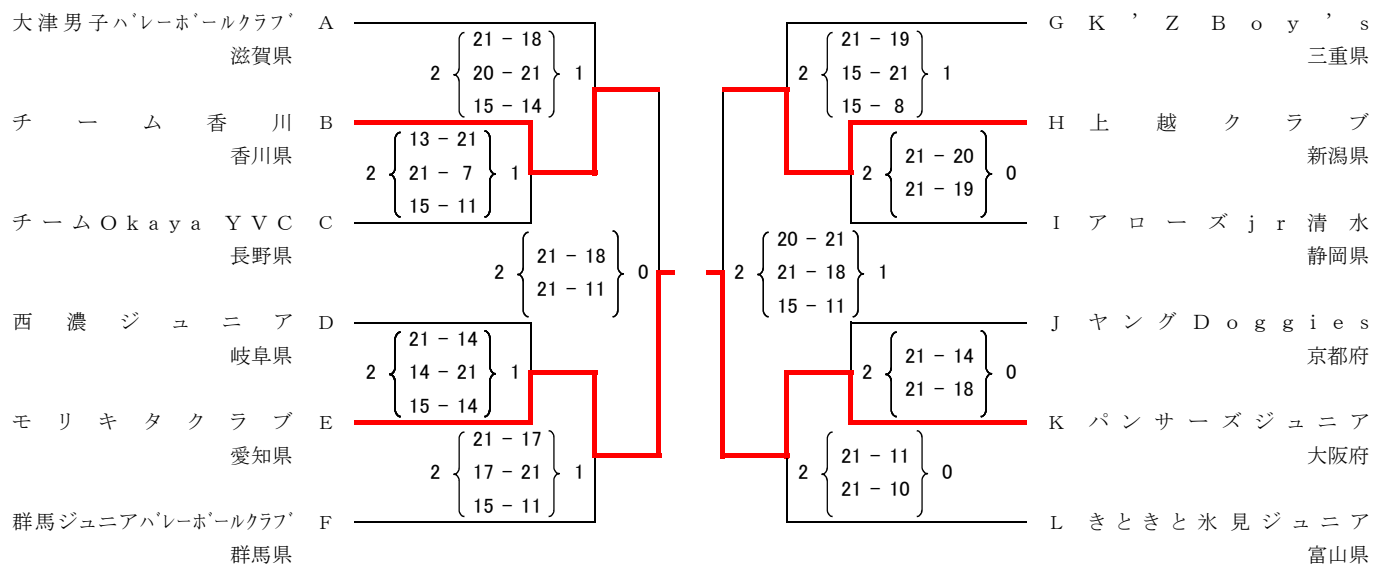 大津男子バレーボールクラブ A
滋賀県
2 21 − 18 1
20 − 21
15 − 14
チーム香川 B
香川県
2 13 − 21 1
21 − 7
15 − 11
チームOkaya YVC C
長野県
2 21 − 18 0
21 − 11
西濃ジュニア D
岐阜県
2 21 − 14 1
14 − 21
15 − 14
モリキタクラブ E
愛知県
2 21 − 17 1
17 − 21
15 − 11
群馬ジュニアバレーボールクラブ F
群馬県
G K’Z Boy’s
三重県
2 21 − 19 1
15 − 21
15 − 8
H 上越クラブ
新潟県
2 21 − 20 0
21 − 19
I アローズjr清水
静岡県
2 20 − 21 1
21 − 18
15 − 11
J ヤングDoggies
京都府
2 21 − 14 0
21 − 18
K パンサーズジュニア
大阪府
2 21 − 11 0
21 − 10
L きときと氷見ジュニア
富山県